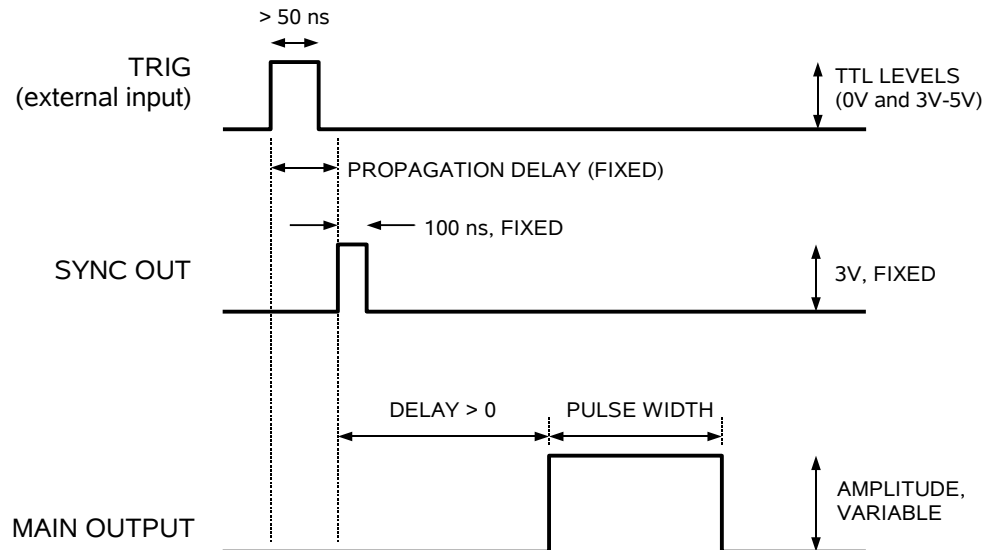 > 50 ns
TRIG
(external input)
TTL LEVELS
(0V and 3V-5V)
PROPAGATION DELAY (FIXED)
100 ns, FIXED
SYNC OUT
3V, FIXED
DELAY > 0
PULSE WIDTH
AMPLITUDE,
VARIABLE
MAIN OUTPUT